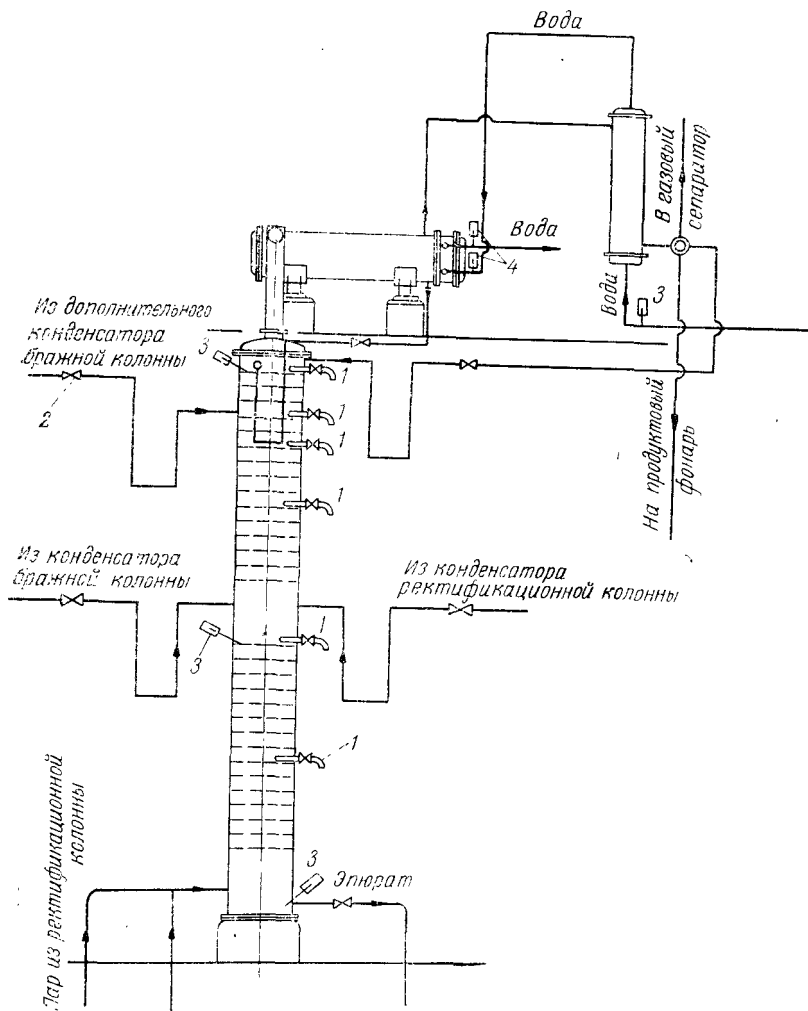 Вода
В газовый
сепаратор
Вода
4
Вода
3
Из дополнительного
конденсатора
бражной колонны
3
1
2
1
1
На продуктовый
фонарь
1
Из конденсатора
бражной колонны
Из конденсатора
ректификационной колонны
1
3
1
Пар из ректификационной
колонны
3
Эпюрат